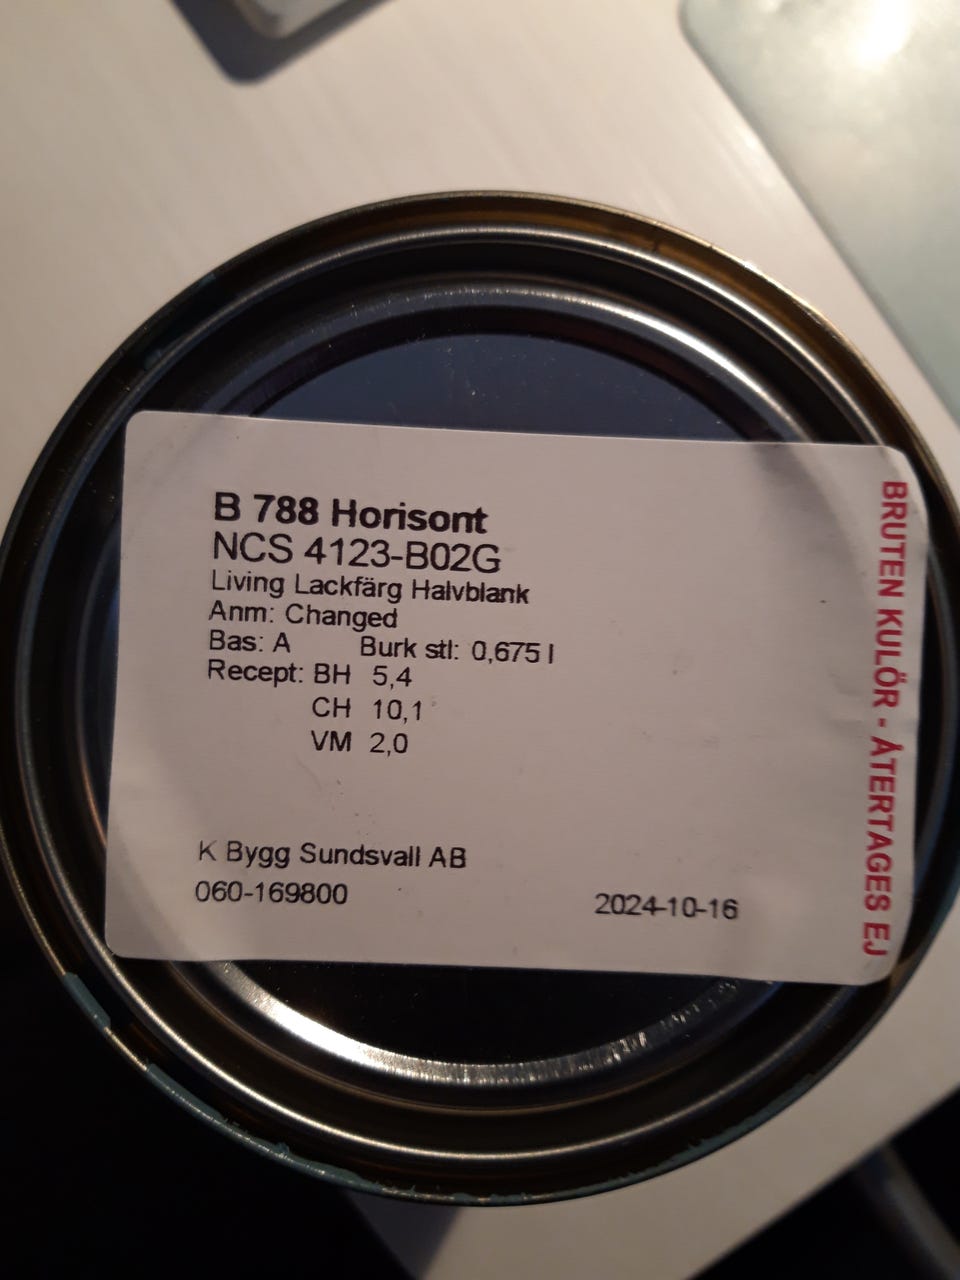 B 788 Horisont
NCS 4123-B02G
Living Lackfärg Halvblank
Anm: Changed
Bas: A Burk stl: 0,675 l
Recept: BH 5,4
CH 10,1
VM 2,0
K Bygg Sundsvall AB
060-169800 2024-10-16
BRUTEN KULÖR - ÅTERTAGES EJ